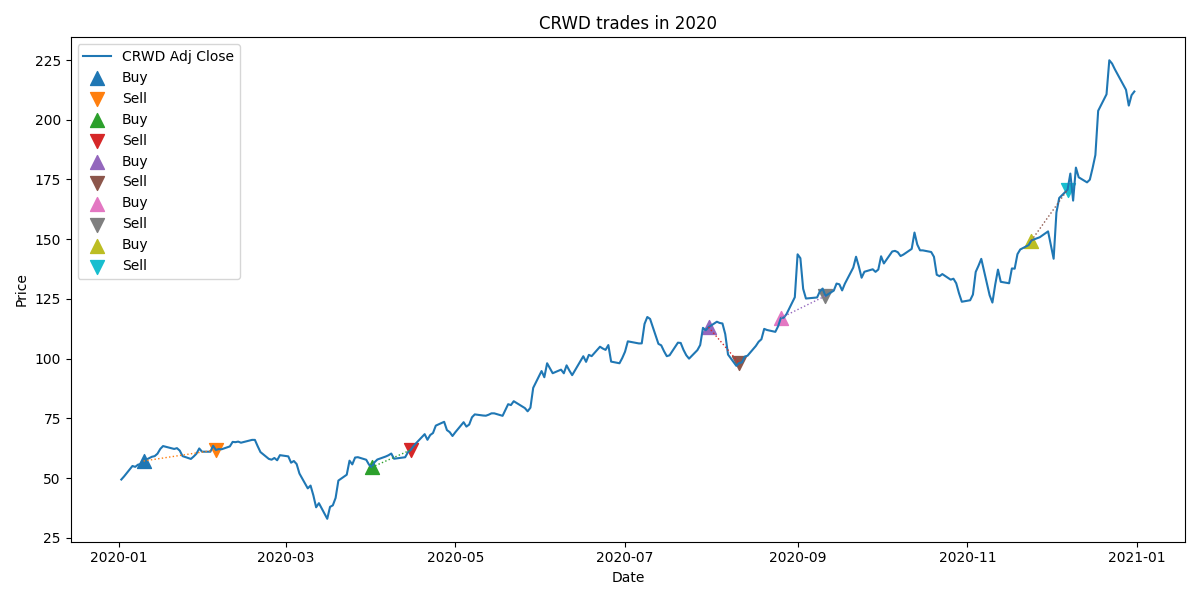 CRWD trades in 2020
CRWD Adj Close
Buy
Sell
Buy
Sell
Buy
Sell
Buy
Sell
Buy
Sell
225
200
175
150
125
100
75
50
25
Price
2020-01
2020-03
2020-05
2020-07
2020-09
2020-11
2021-01
Date